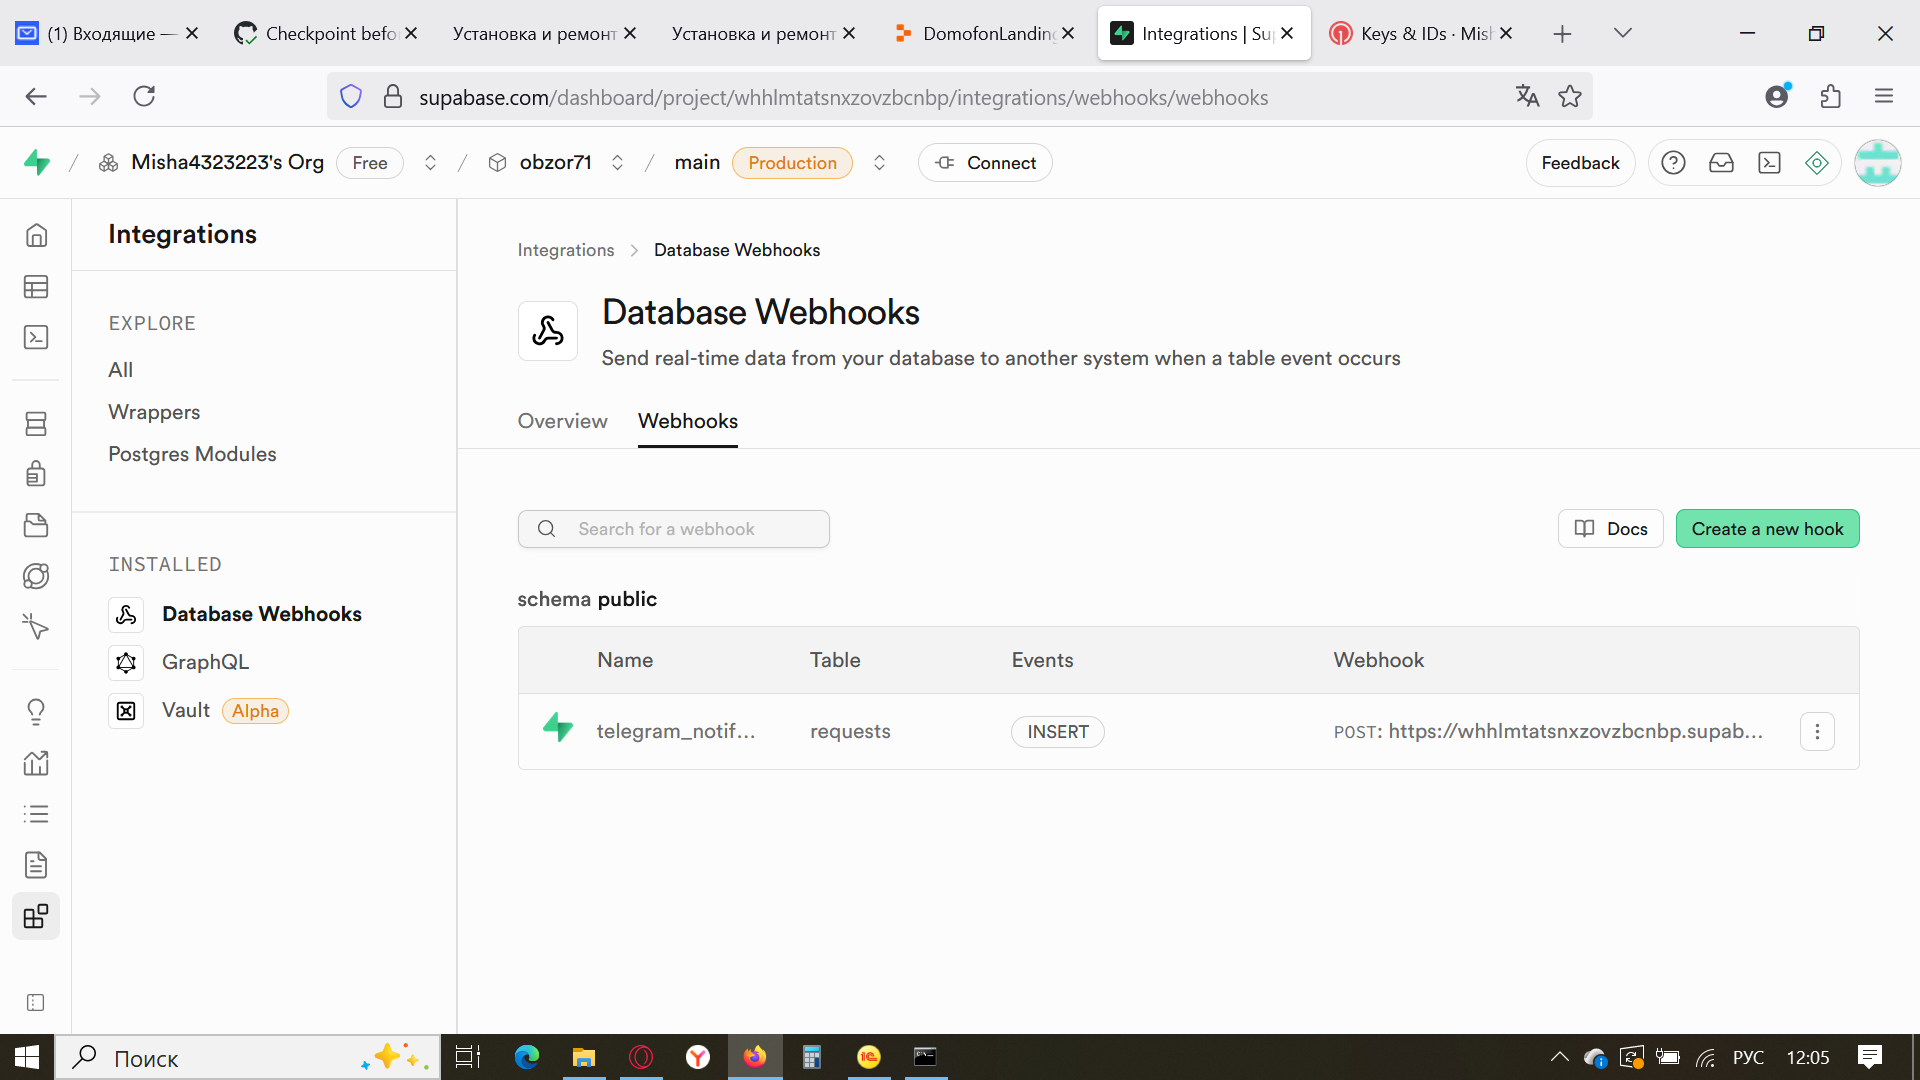 (1) Входящие —
Checkpoint befo
Установка и ремонт
Установка и ремонт
DomofonLanding
Integrations | Su
Keys & IDs · Mish
supabase.com/dashboard/project/whhlmtatsnxzovzbcnbp/integrations/webhooks/webhooks
Misha4323223's Org
Free
obzor71
main
Production
Connect
Feedback
Integrations
EXPLORE
All
Wrappers
Postgres Modules
INSTALLED
Database Webhooks
GraphQL
Vault
Alpha
Integrations > Database Webhooks
Database Webhooks
Send real-time data from your database to another system when a table event occurs
Overview
Webhooks
Search for a webhook
Docs
Create a new hook
schema public
Name Table Events Webhook
telegram_notif... requests INSERT POST: https://whhlmtatsnxzovzbcnbp.supab...
Поиск
РУС
12:05